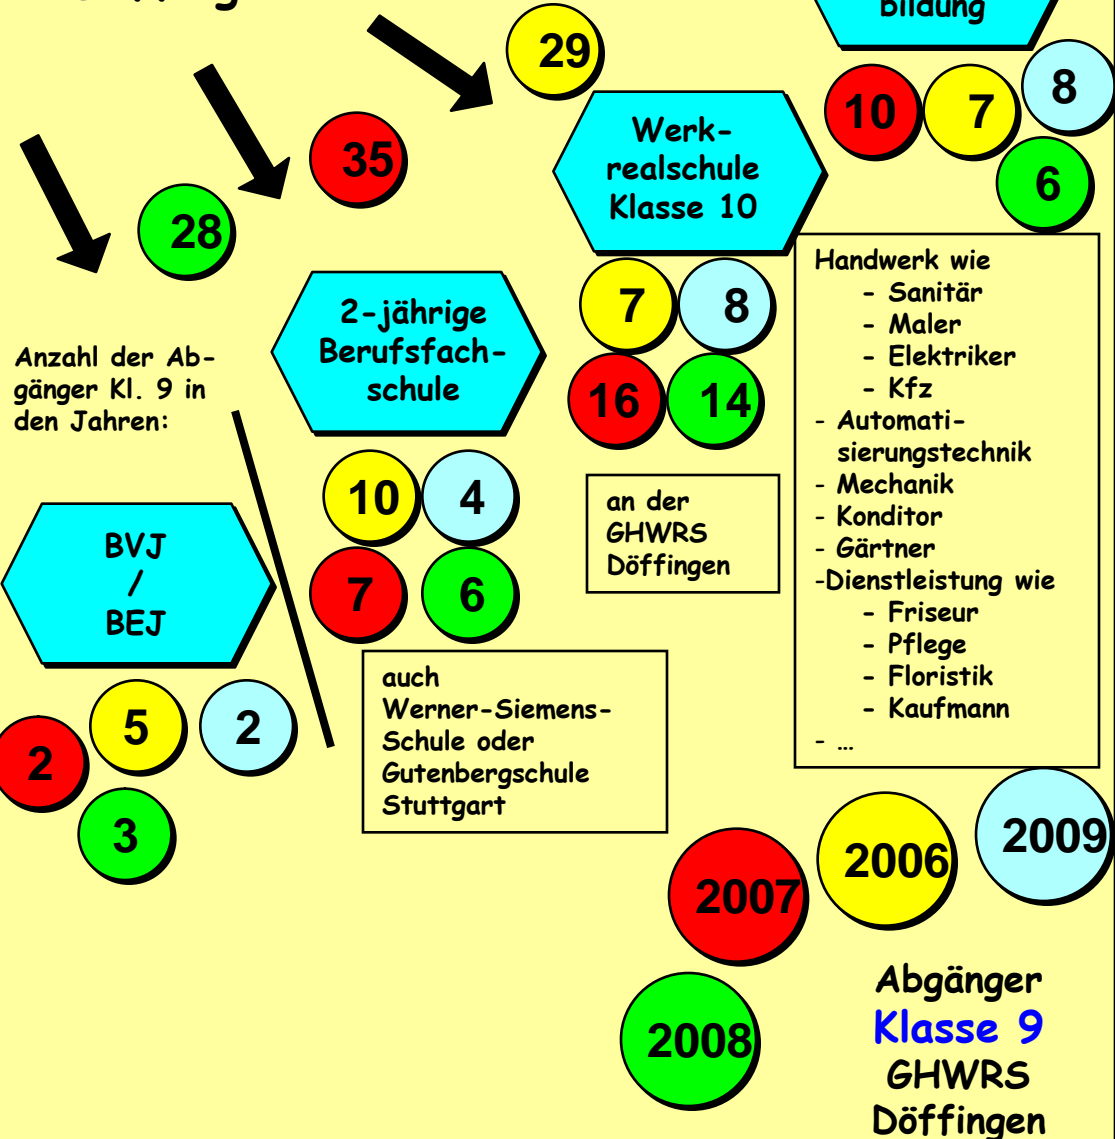 bildung
29
10
7
8
6
35
28
Werk-
realschule
Klasse 10
7
8
16
14
an der
GHWRS
Döffingen
Handwerk wie
- Sanitär
- Maler
- Elektriker
- Kfz
- Automati-
sierungstechnik
- Mechanik
- Konditor
- Gärtner
-Dienstleistung wie
- Friseur
- Pflege
- Floristik
- Kaufmann
- …
2-jährige
Berufsfach-
schule
10
4
7
6
auch
Werner-Siemens-
Schule oder
Gutenbergschule
Stuttgart
Anzahl der Ab-
gänger Kl. 9 in
den Jahren:
BVJ
/
BEJ
2
5
2
3
2007
2006
2009
2008
Abgänger
Klasse 9
GHWRS
Döffingen